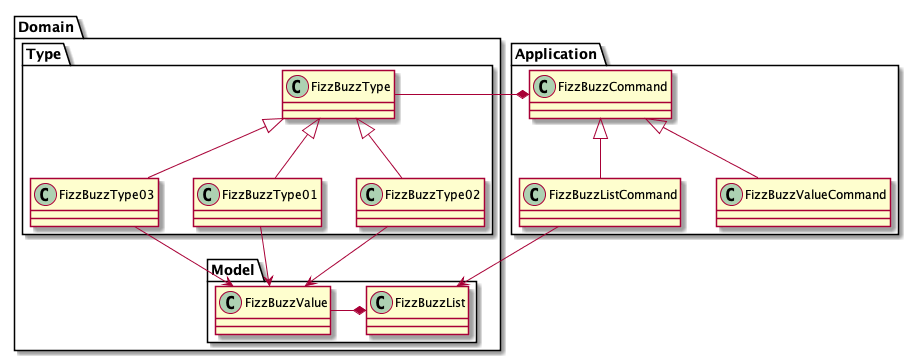 Domain
Type
Application
C FizzBuzzType
C FizzBuzzCommand
C FizzBuzzType03
C FizzBuzzType01
C FizzBuzzType02
C FizzBuzzListCommand
C FizzBuzzValueCommand
Model
C FizzBuzzValue
C FizzBuzzList